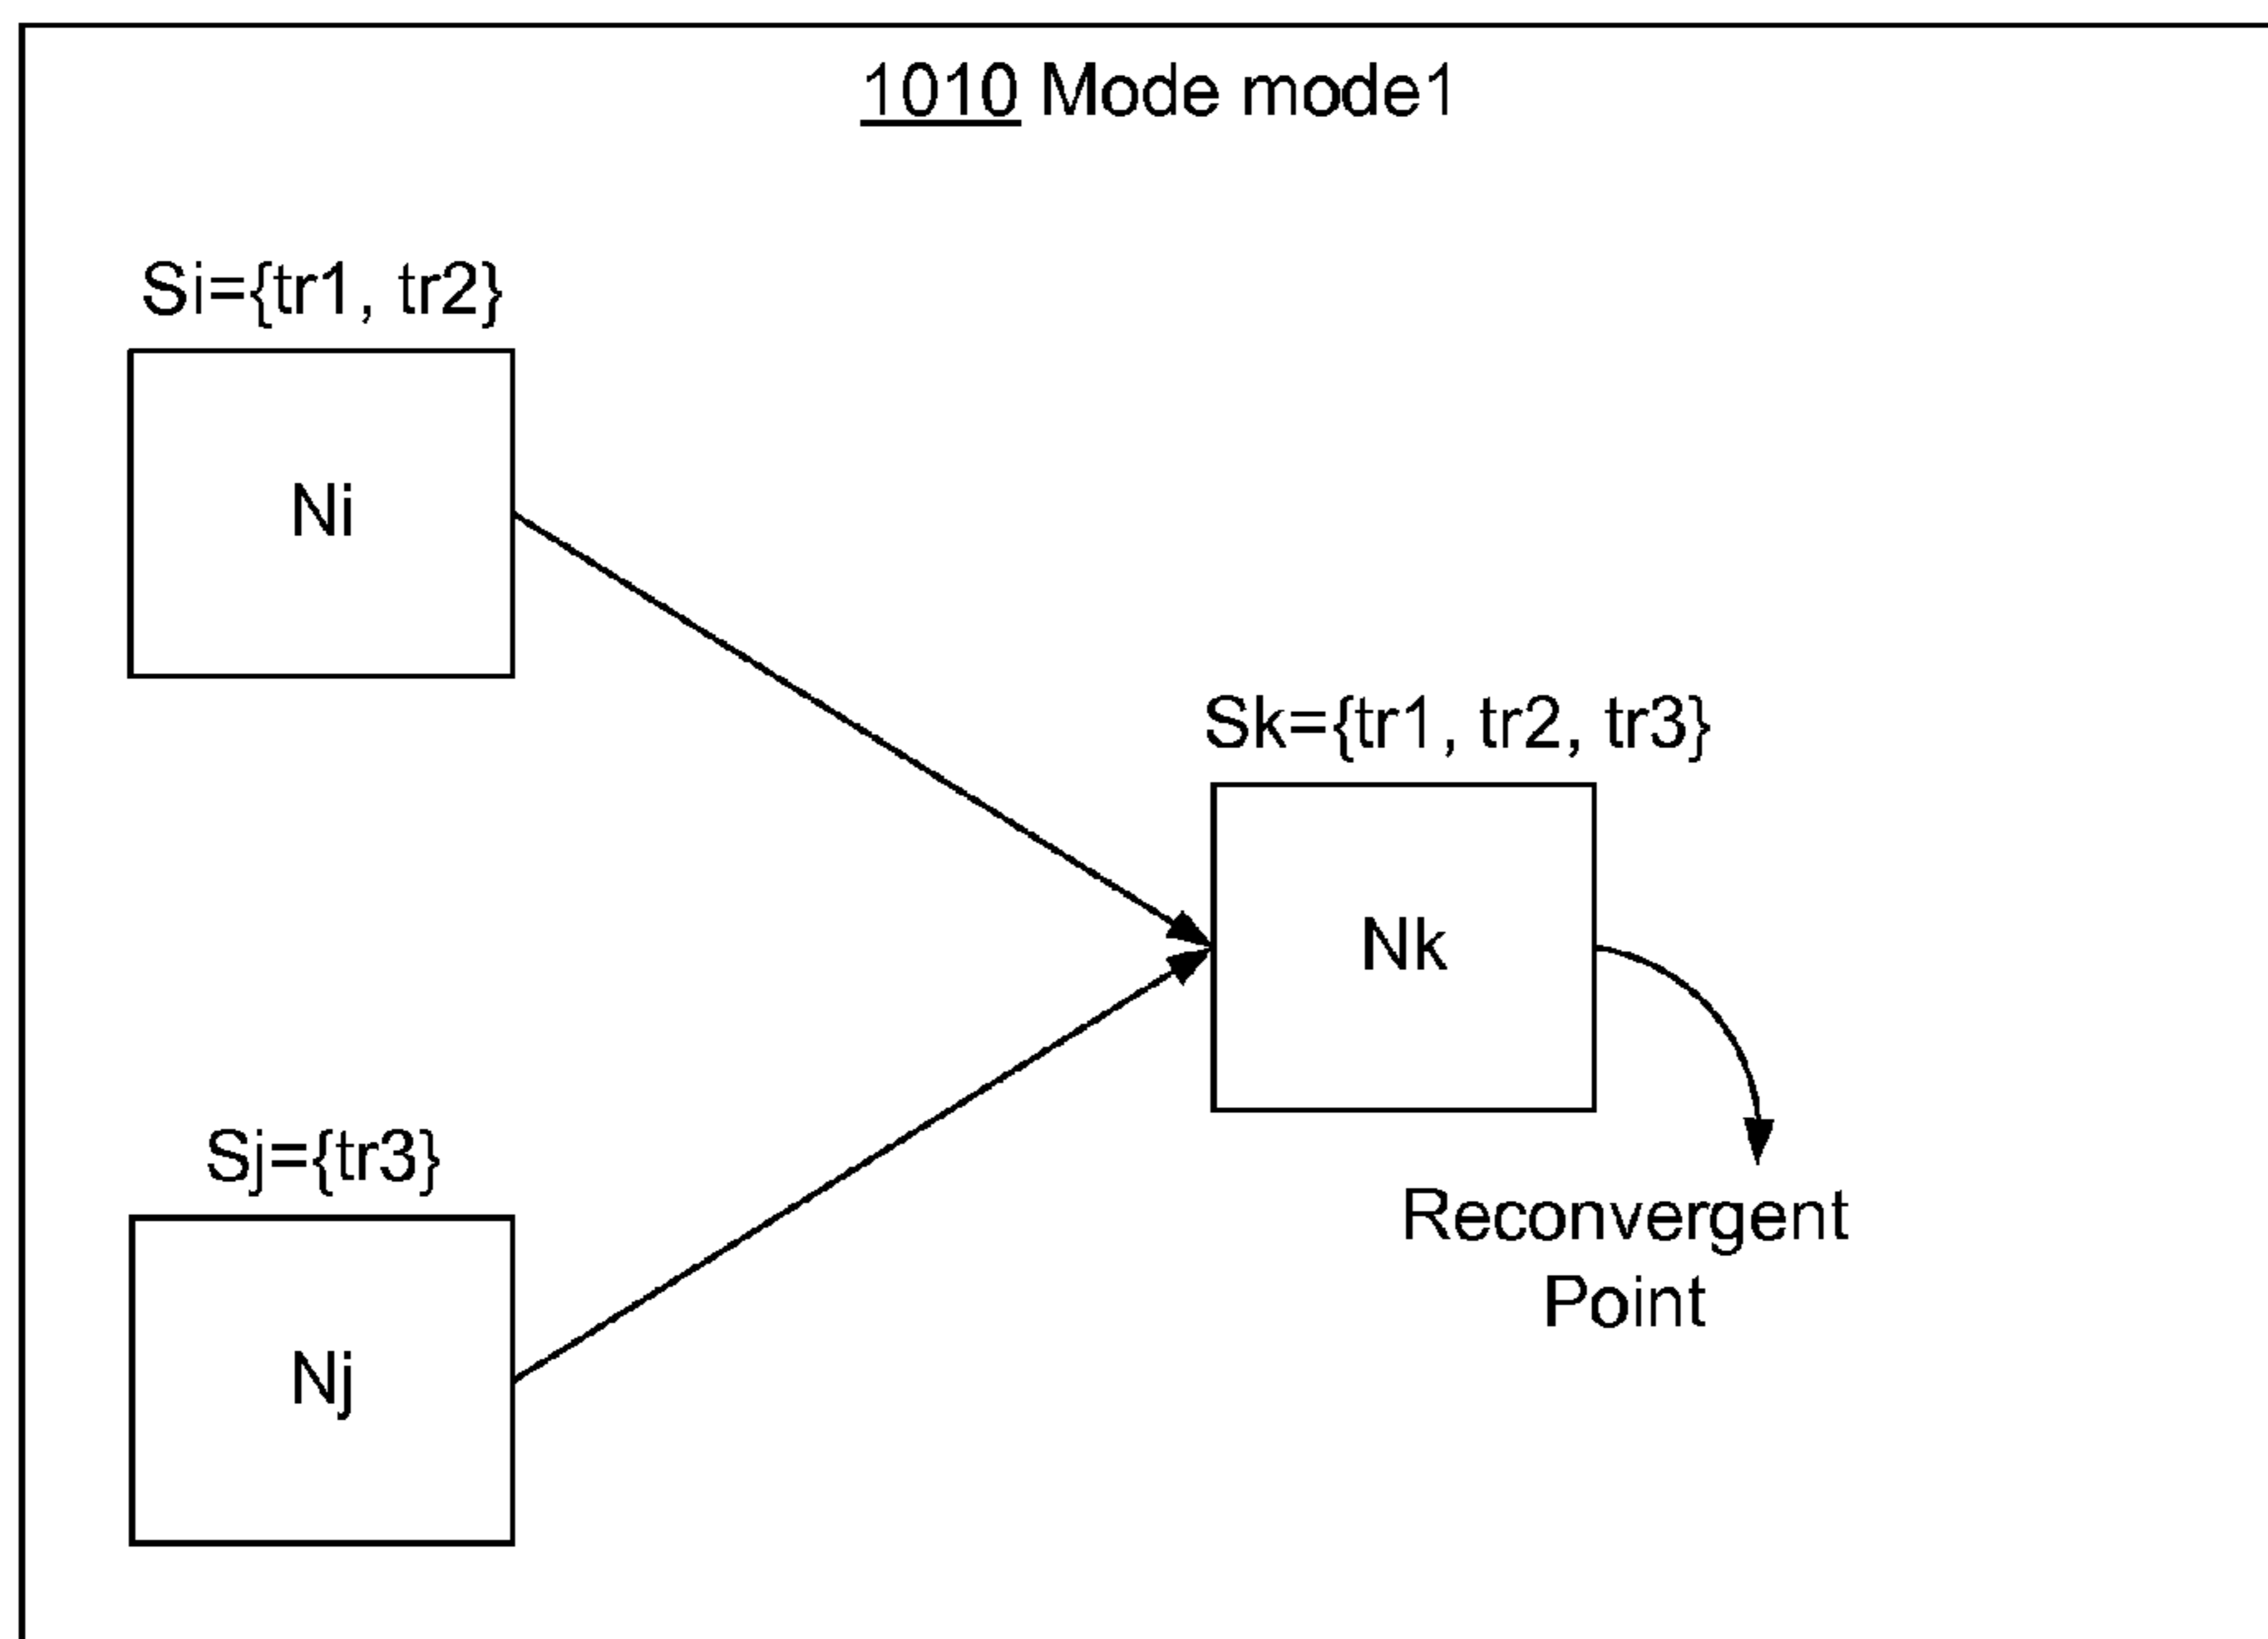 1010 Mode mode1
Si={tr1, tr2}
Ni
Sk={tr1, tr2, tr3}
Nk
Sj={tr3}
Reconvergent
Point
Nj